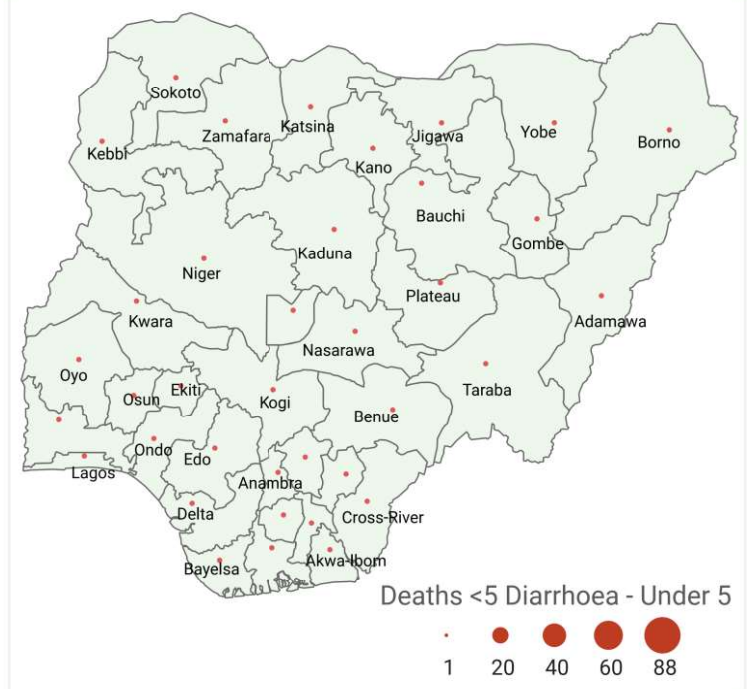 Sokoto
Zamafara
Katsina
Kebbi
Kano
Jigawa
Yobe
Borno
Bauchi
Gombe
Kaduna
Niger
Plateau
Adamawa
Kwara
Nasarawa
Oyo
Osun
Ekiti
Kogi
Benue
Taraba
Ondo
Edo
Lagos
Anambra
Delta
Cross-River
Bayelsa
Akwa-Ibom
Deaths <5 Diarrhoea - Under 5
1 20 40 60 88